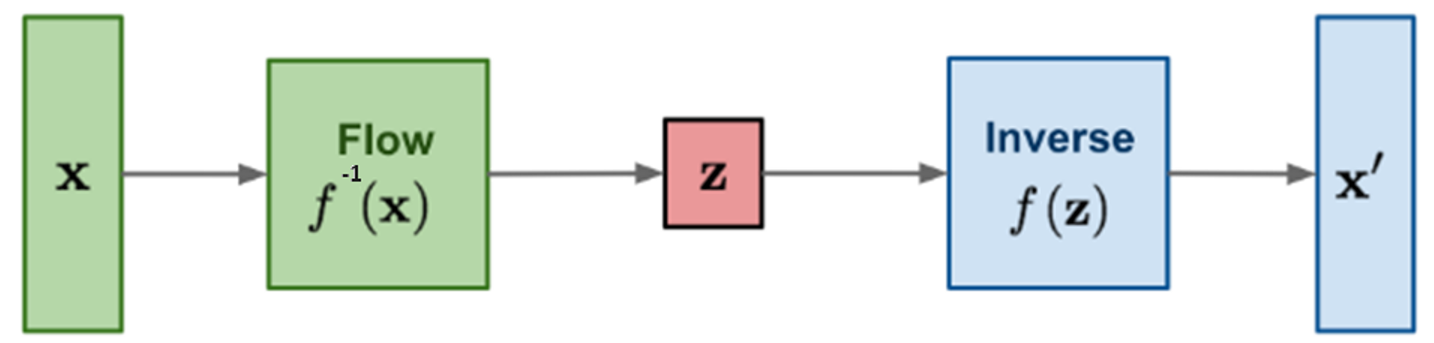 x
Flow
f⁻¹(x)
z
Inverse
f(z)
x′